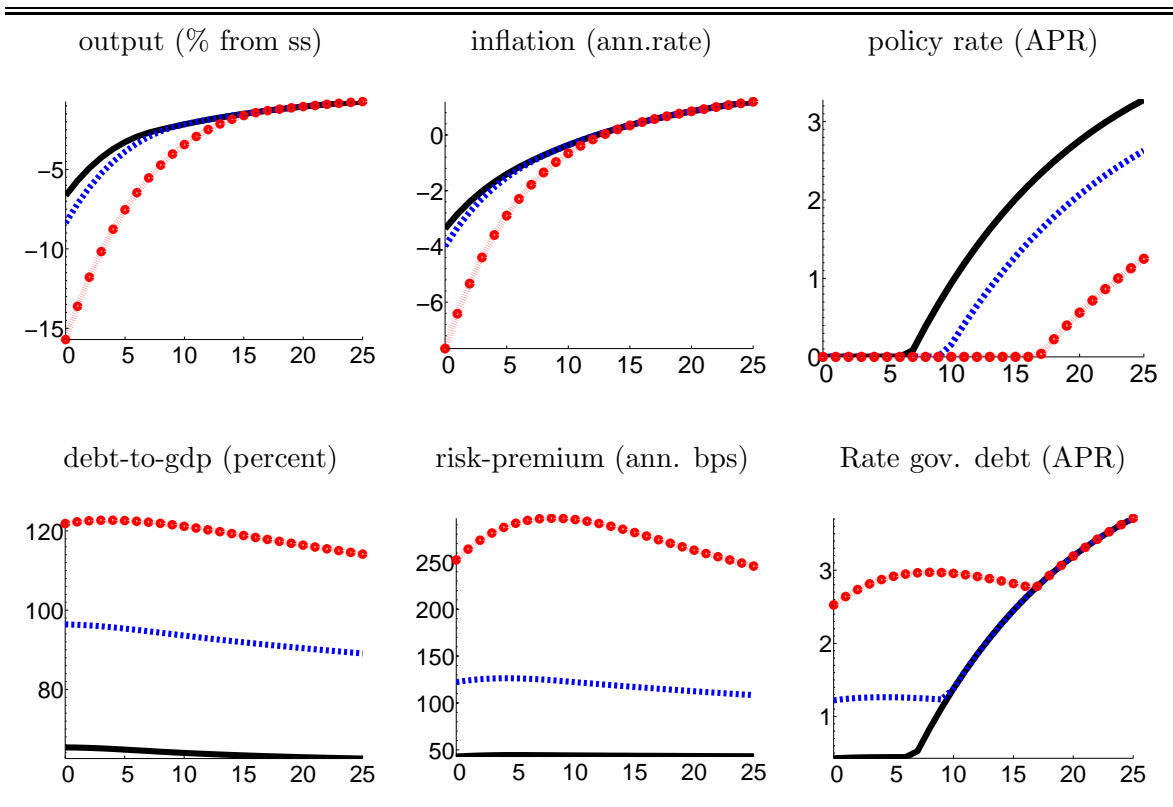 output (% from ss)
inflation (ann.rate)
policy rate (APR)
−5
−10
−15
0 5 10 15 20 25
0
−2
−4
−6
0 5 10 15 20 25
3
2
1
0
0 5 10 15 20 25
debt-to-gdp (percent)
risk-premium (ann. bps)
Rate gov. debt (APR)
120
100
80
0 5 10 15 20 25
250
200
150
100
50
0 5 10 15 20 25
3
2
1
0 5 10 15 20 25